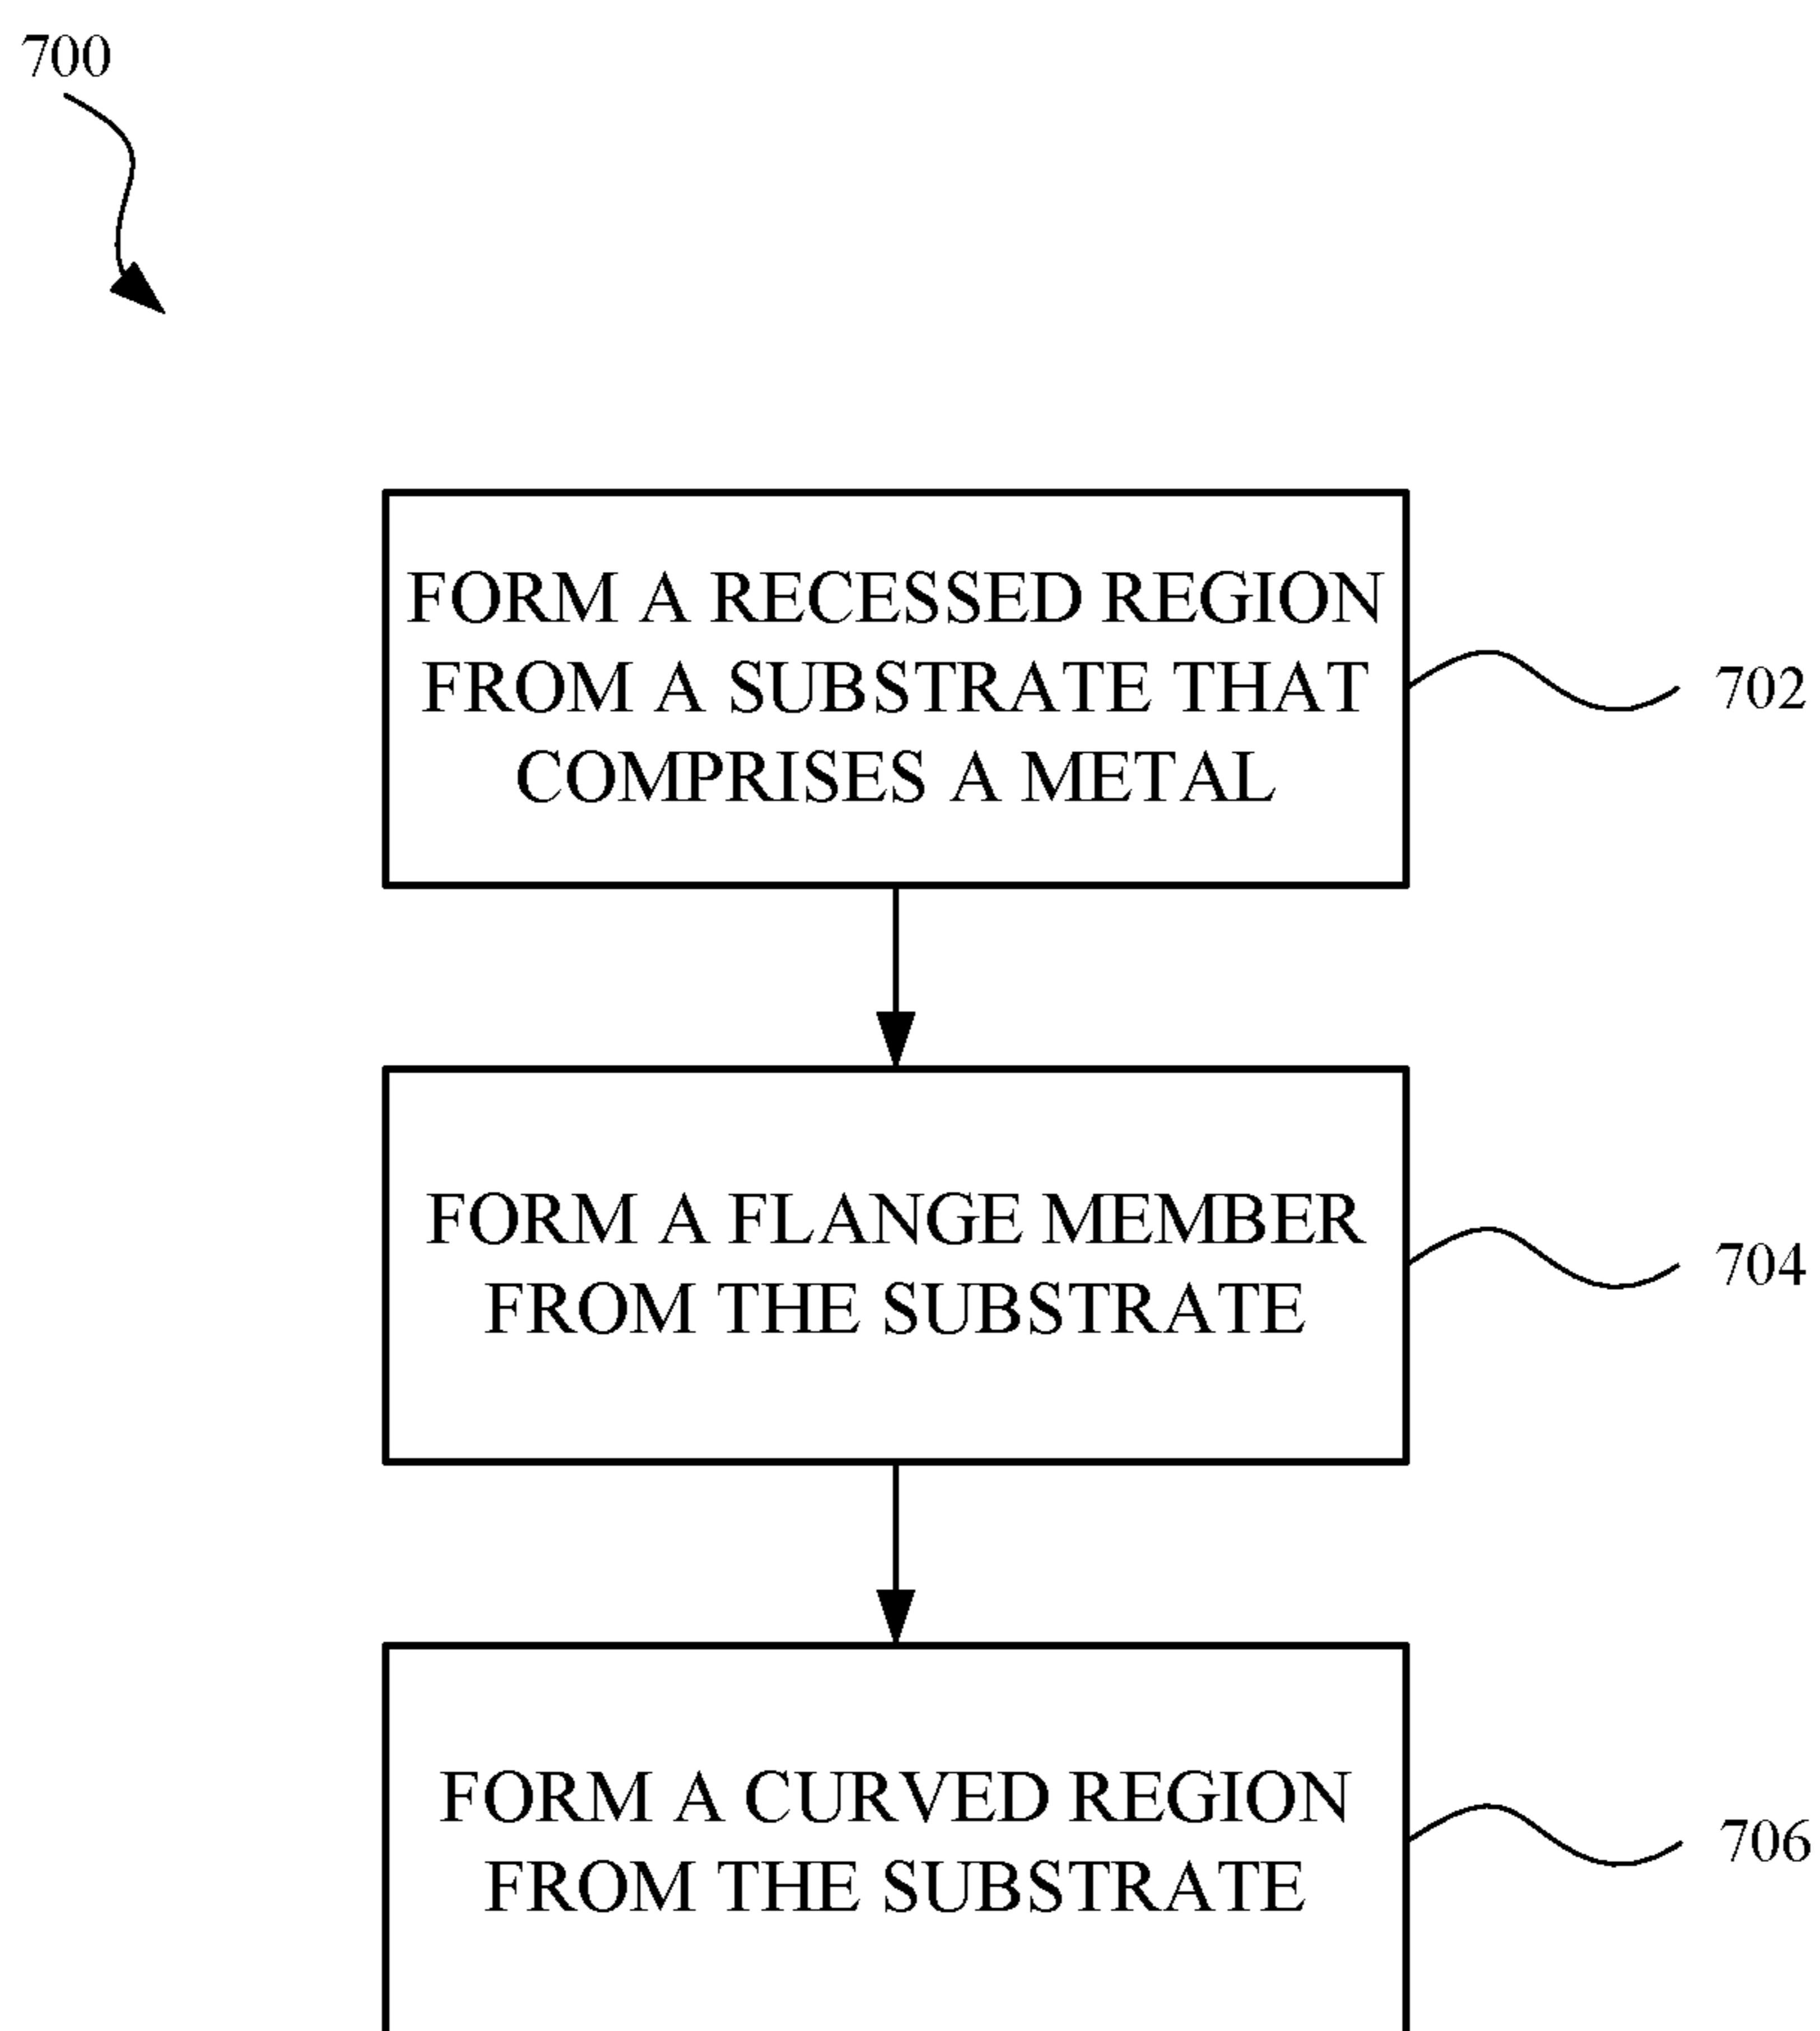 700
FORM A RECESSED REGION
FROM A SUBSTRATE THAT
COMPRISES A METAL
702
FORM A FLANGE MEMBER
FROM THE SUBSTRATE
704
FORM A CURVED REGION
FROM THE SUBSTRATE
706